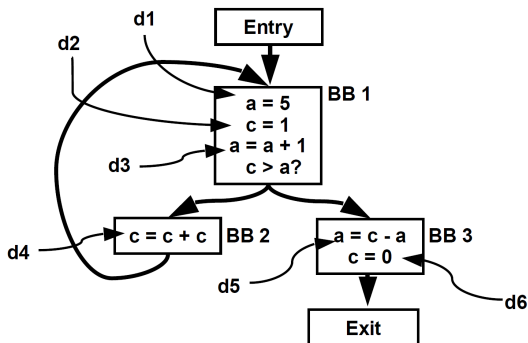 Entry
d1
d2
BB 1
a = 5
c = 1
a = a + 1
c > a?
d3
c = c + c
BB 2
d4
a = c - a
c = 0
BB 3
d5
d6
Exit